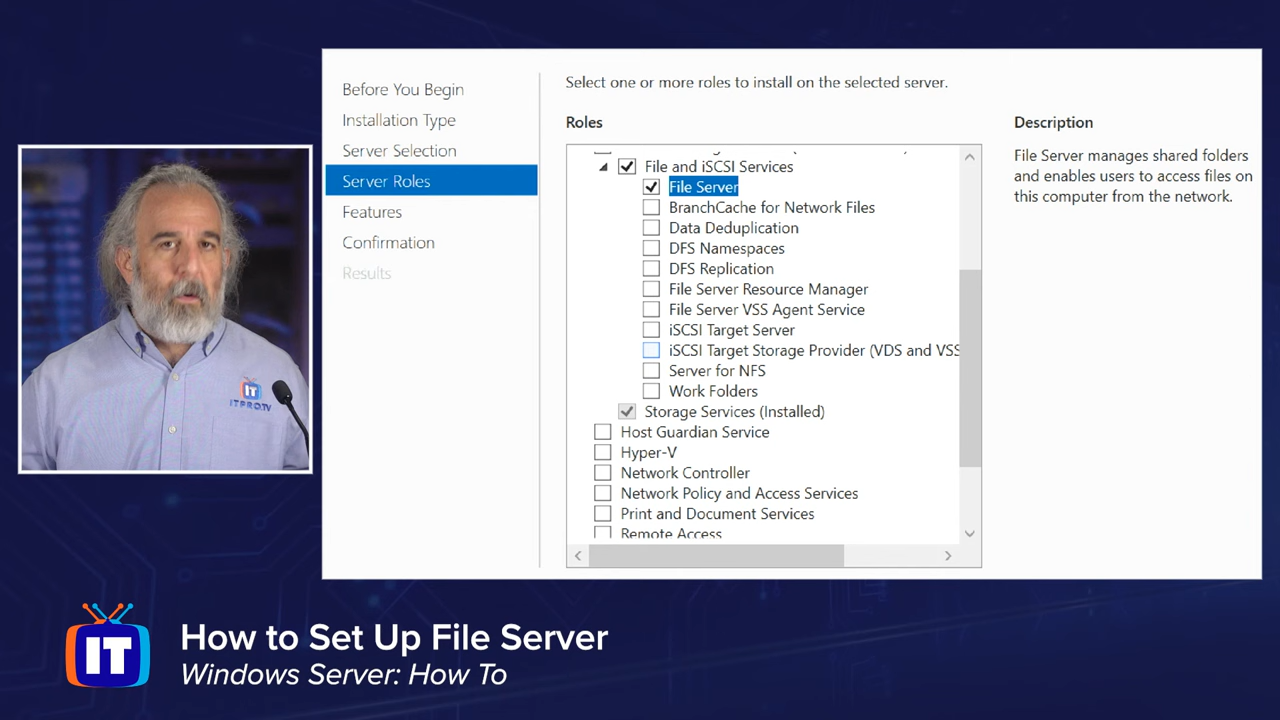 Before You Begin
Installation Type
Server Selection
Server Roles
Features
Confirmation
Results
Select one or more roles to install on the selected server.
Roles
File and iSCSI Services
File Server
BranchCache for Network Files
Data Deduplication
DFS Namespaces
DFS Replication
File Server Resource Manager
File Server VSS Agent Service
iSCSI Target Server
iSCSI Target Storage Provider (VDS and VSS
Server for NFS
Work Folders
Storage Services (Installed)
Host Guardian Service
Hyper-V
Network Controller
Network Policy and Access Services
Print and Document Services
Remote Access
Description
File Server manages shared folders
and enables users to access files on
this computer from the network.
IT
ITPRO.TV
IT
How to Set Up File Server
Windows Server: How To